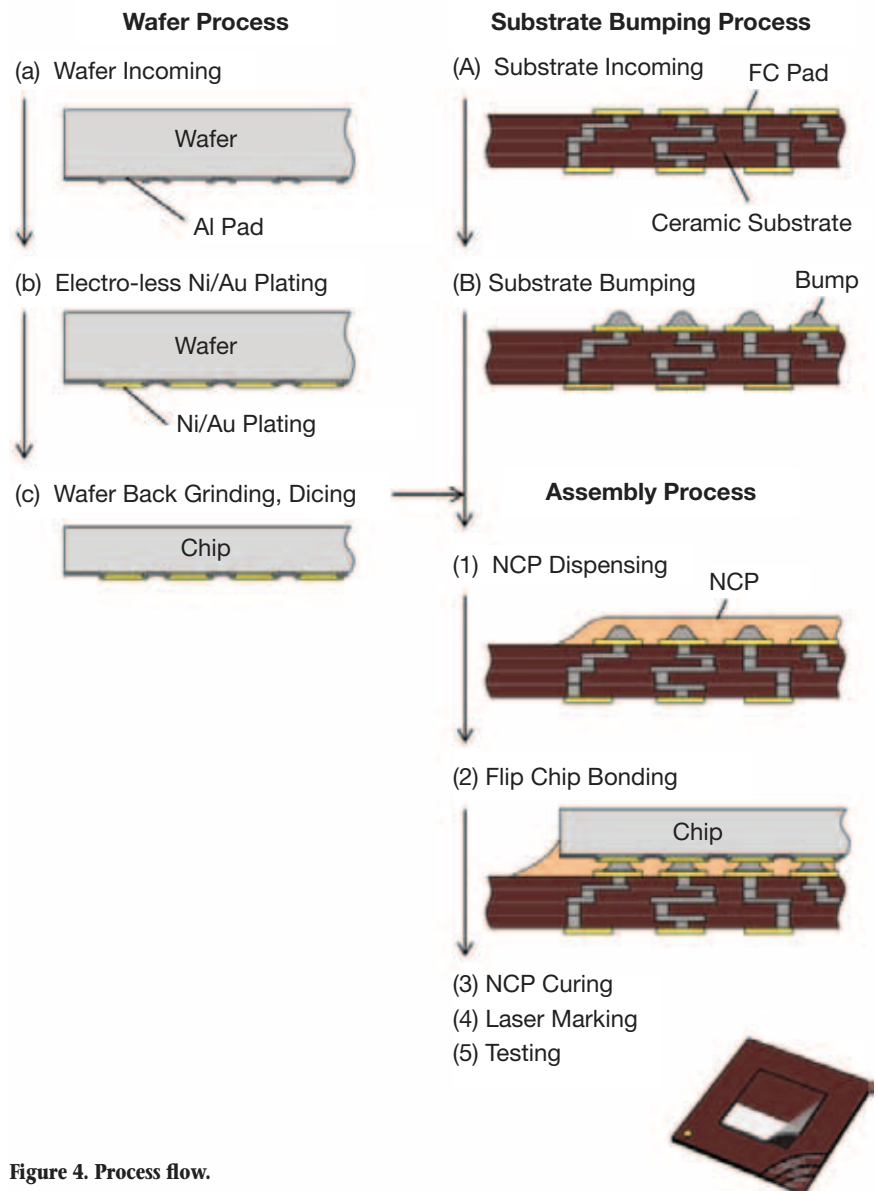 Wafer Process
(a) Wafer Incoming
Wafer
Al Pad
(b) Electro-less Ni/Au Plating
Wafer
Ni/Au Plating
(c) Wafer Back Grinding, Dicing
Chip
Substrate Bumping Process
(A) Substrate Incoming
FC Pad
Ceramic Substrate
(B) Substrate Bumping
Bump
Assembly Process
(1) NCP Dispensing
NCP
(2) Flip Chip Bonding
Chip
(3) NCP Curing
(4) Laser Marking
(5) Testing
Figure 4. Process flow.